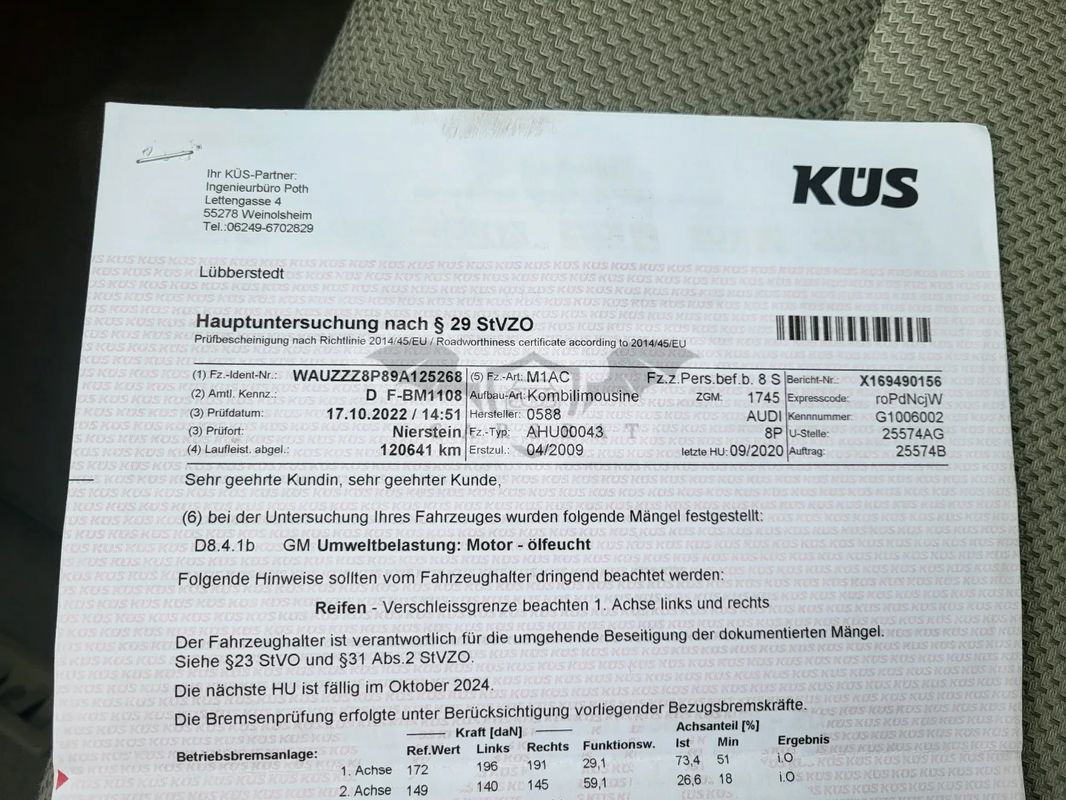 Ihr KÜS-Partner:
Ingenieurbüro Poth
Lettengasse 4
55278 Weinolsheim
Tel.:06249-6702829
KÜS
Lübberstedt
Hauptuntersuchung nach § 29 StVZO
Prüfbescheinigung nach Richtlinie 2014/45/EU / Roadworthiness certificate according to 2014/45/EU
(1) Fz.-Ident-Nr.: WAUZZZ8P89A125268 (5) Fz.-Art: M1AC Fz.z.Pers.bef.b. 8 S Bericht-Nr.: X169490156
(2) Amtl. Kennz.: D F-BM1108 Aufbau-Art: Kombilimousine ZGM: 1745 Expresscode: roPdNcjW
(3) Prüfdatum: 17.10.2022 / 14:51 Hersteller: 0588 AUDI Kennnummer: G1006002
(3) Prüfort: Nierstein Fz.-Typ. AHU00043 8P U-Stelle: 25574AG
(4) Laufleist. abgel.: 120641 km Erstzul.: 04/2009 letzte HU: 09/2020 Auftrag: 25574B
Sehr geehrte Kundin, sehr geehrter Kunde,
(6) bei der Untersuchung Ihres Fahrzeuges wurden folgende Mängel festgestellt:
D8.4.1b GM Umweltbelastung: Motor - ölfeucht
Folgende Hinweise sollten vom Fahrzeughalter dringend beachtet werden:
Reifen - Verschleissgrenze beachten 1. Achse links und rechts
Der Fahrzeughalter ist verantwortlich für die umgehende Beseitigung der dokumentierten Mängel.
Siehe §23 StVO und §31 Abs.2 StVZO.
Die nächste HU ist fällig im Oktober 2024.
Die Bremsenprüfung erfolgte unter Berücksichtigung vorliegender Bezugsbremskräfte.
Kraft [daN] Achsanteil [%]
Betriebsbremsanlage: Ref.Wert Links Rechts Funktionsw. Ist Min Ergebnis
1. Achse 172 196 191 29,1 73,4 51 i.O
2. Achse 149 140 145 59,1 26,6 18 i.O